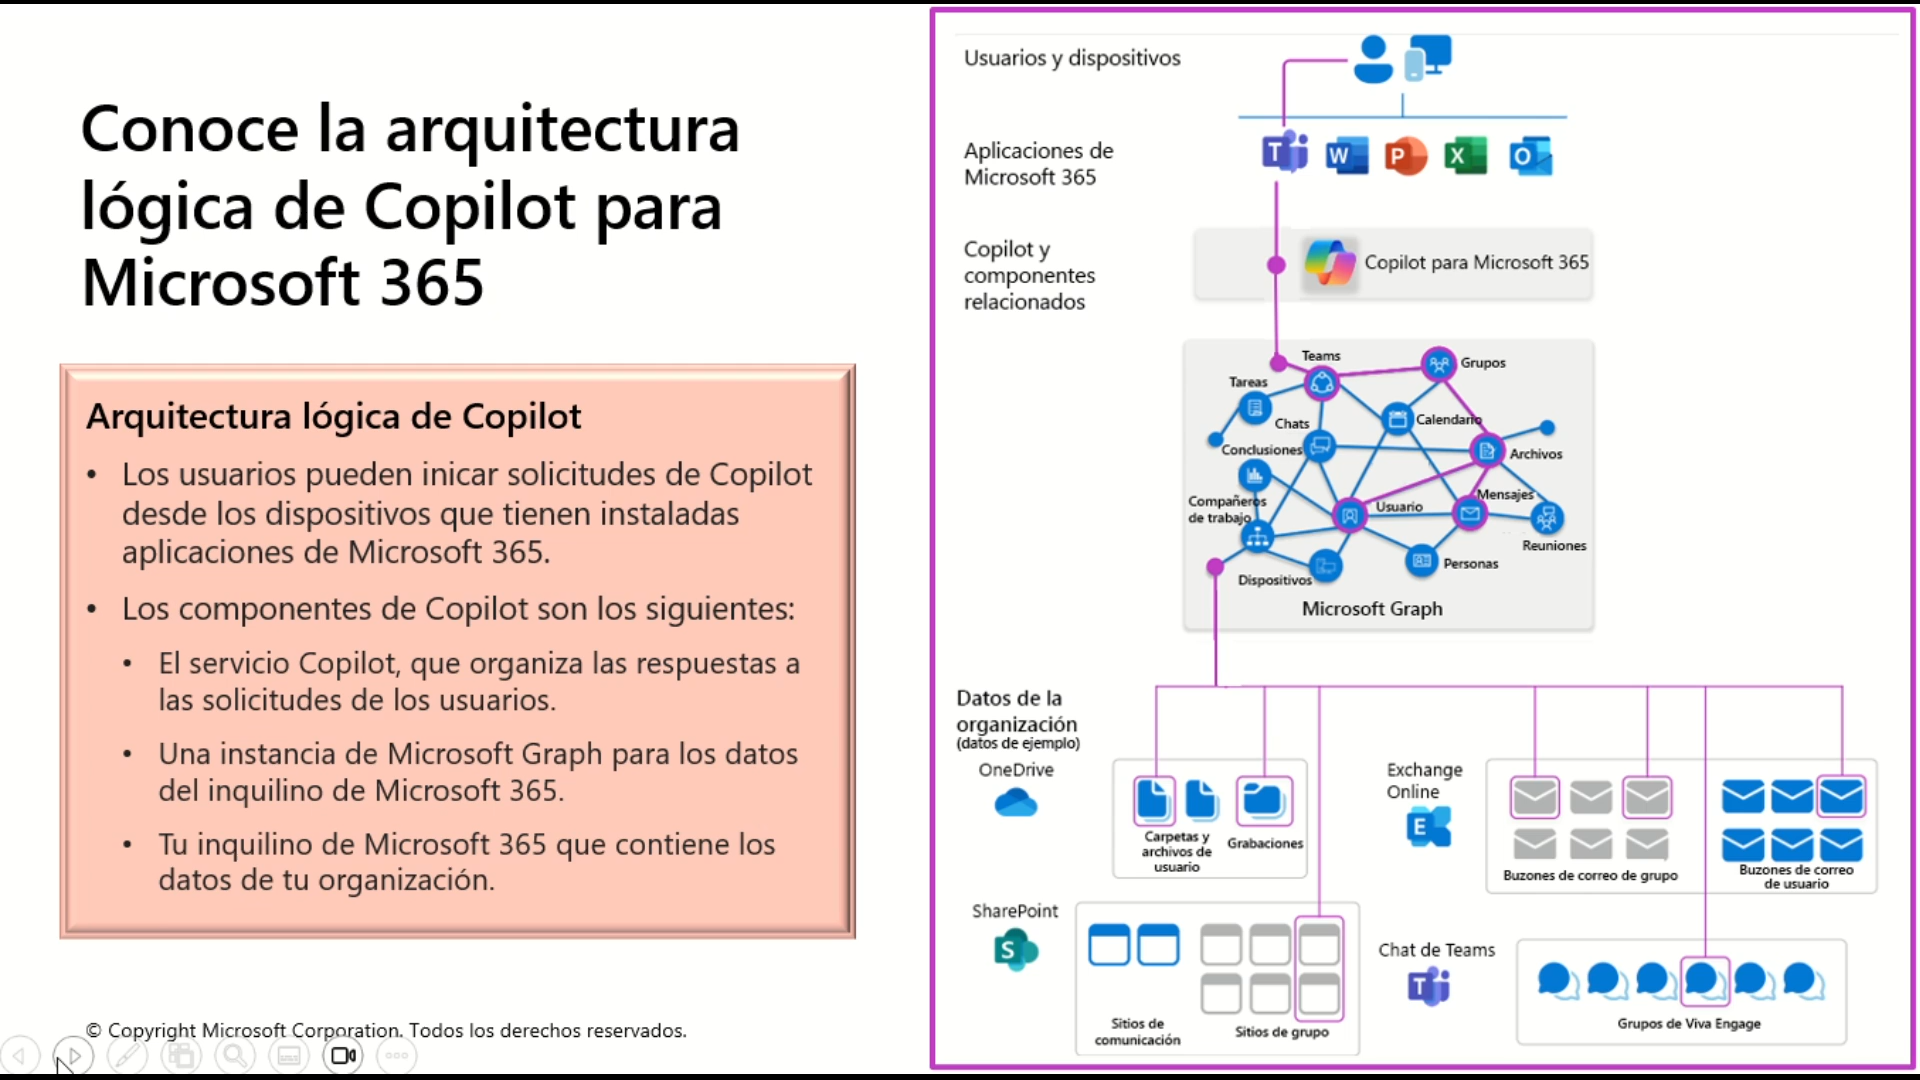 Conoce la arquitectura
lógica de Copilot para
Microsoft 365
Arquitectura lógica de Copilot
• Los usuarios pueden inicar solicitudes de Copilot
desde los dispositivos que tienen instaladas
aplicaciones de Microsoft 365.
• Los componentes de Copilot son los siguientes:
• El servicio Copilot, que organiza las respuestas a
las solicitudes de los usuarios.
• Una instancia de Microsoft Graph para los datos
del inquilino de Microsoft 365.
• Tu inquilino de Microsoft 365 que contiene los
datos de tu organización.
© Copyright Microsoft Corporation. Todos los derechos reservados.
Usuarios y dispositivos
Aplicaciones de
Microsoft 365
T W P X O
Copilot y
componentes
relacionados
Copilot para Microsoft 365
Teams
Grupos
Tareas
Chats
Calendario
Conclusiones
Archivos
Compañeros
de trabajo
Mensajes
Usuario
Reuniones
Personas
Dispositivos
Microsoft Graph
Datos de la
organización
(datos de ejemplo)
OneDrive
Carpetas y
archivos de
usuario
Grabaciones
Exchange
Online
E
Buzones de correo de grupo
Buzones de correo
de usuario
SharePoint
S
Sitios de
comunicación
Sitios de grupo
Chat de Teams
T
Grupos de Viva Engage